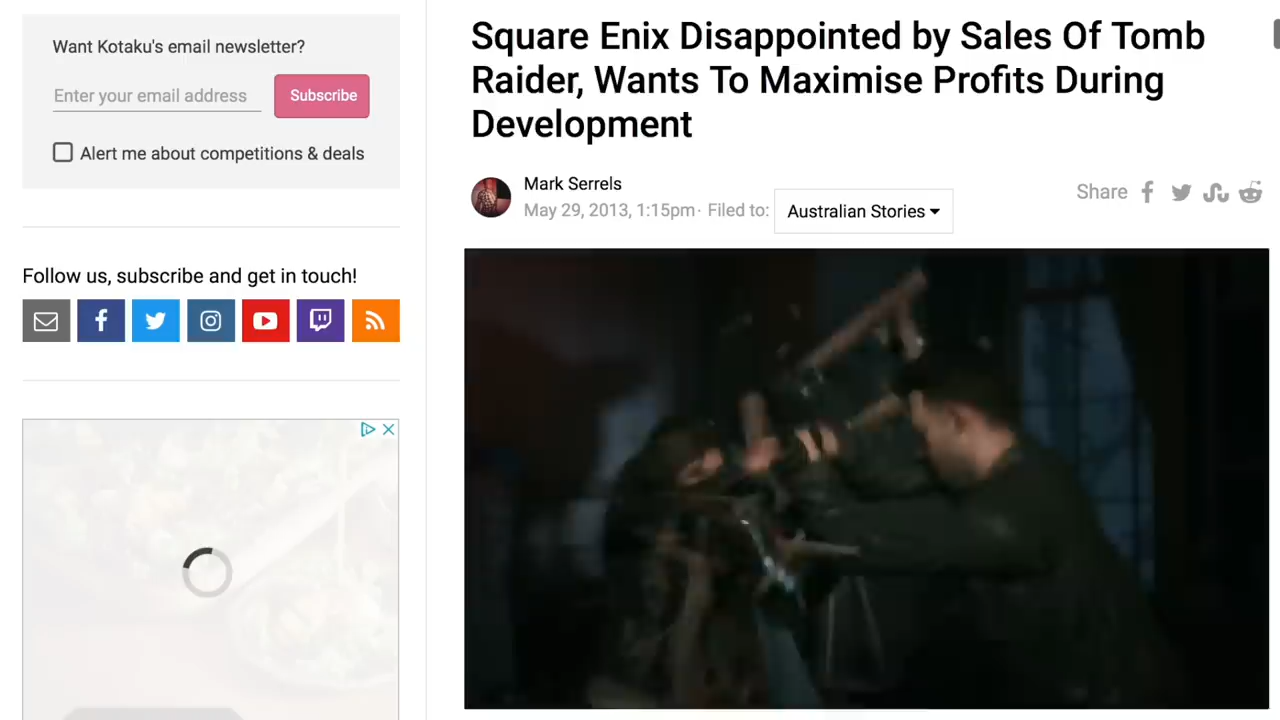 Want Kotaku's email newsletter?
Enter your email address
Subscribe
Alert me about competitions & deals
Follow us, subscribe and get in touch!
Square Enix Disappointed by Sales Of Tomb
Raider, Wants To Maximise Profits During
Development
Mark Serrels
May 29, 2013, 1:15pm · Filed to:
Australian Stories
Share